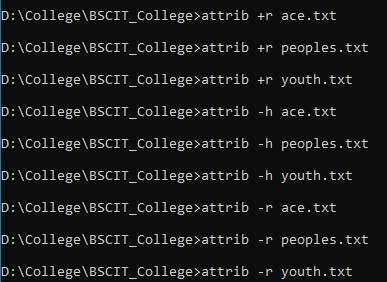 D:\College\BSCIT_College>attrib +r ace.txt
D:\College\BSCIT_College>attrib +r peoples.txt
D:\College\BSCIT_College>attrib +r youth.txt
D:\College\BSCIT_College>attrib -h ace.txt
D:\College\BSCIT_College>attrib -h peoples.txt
D:\College\BSCIT_College>attrib -h youth.txt
D:\College\BSCIT_College>attrib -r ace.txt
D:\College\BSCIT_College>attrib -r peoples.txt
D:\College\BSCIT_College>attrib -r youth.txt